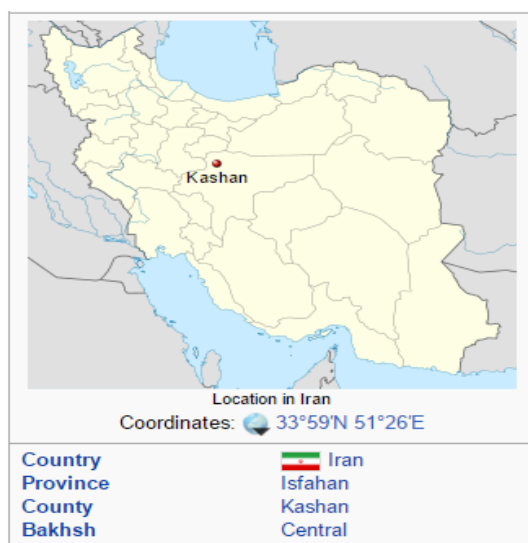 Kashan
Location in Iran
Coordinates: 33°59′N 51°26′E
Country Iran
Province Isfahan
County Kashan
Bakhsh Central